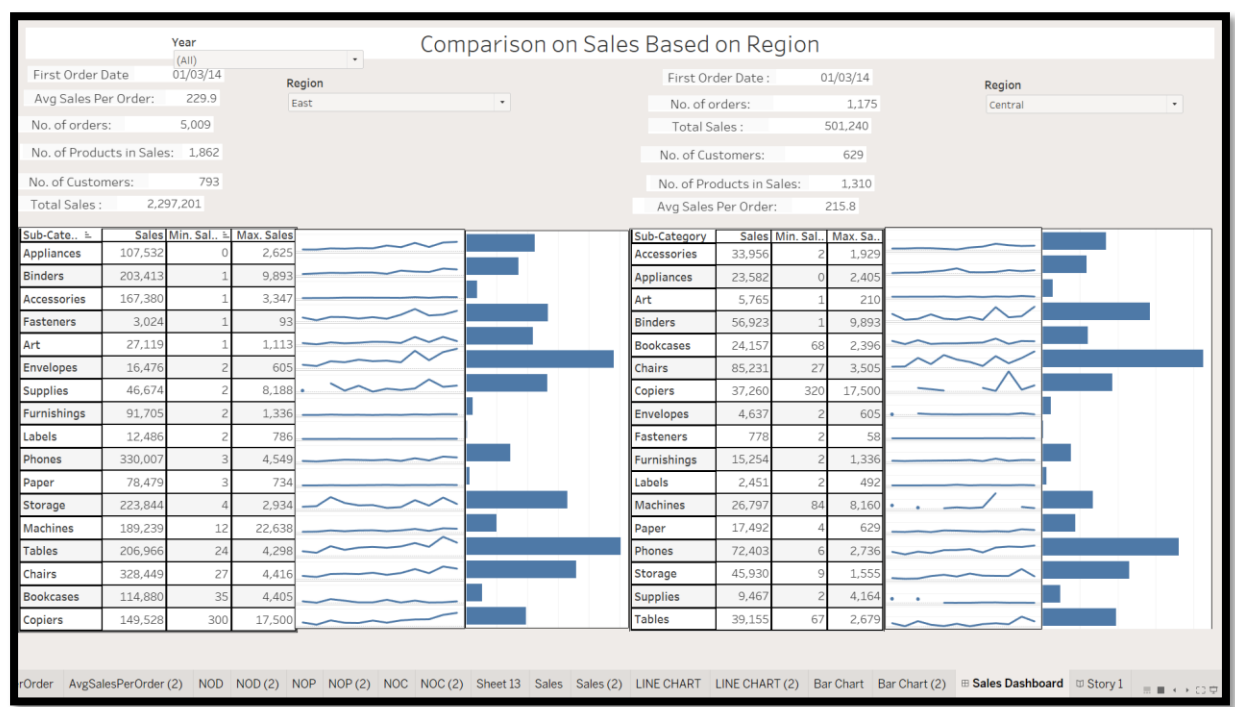 Comparison on Sales Based on Region
Year
(All)
First Order Date 01/03/14
Avg Sales Per Order: 229.9
No. of orders: 5,009
No. of Products in Sales: 1,862
No. of Customers: 793
Total Sales : 2,297,201
Region
East
First Order Date : 01/03/14
No. of orders: 1,175
Total Sales : 501,240
No. of Customers: 629
No. of Products in Sales: 1,310
Avg Sales Per Order: 215.8
Region
Central
Sub-Cate.. Sales Min. Sal.. Max. Sales
Appliances 107,532 0 2,625
Binders 203,413 1 9,893
Accessories 167,380 1 3,347
Fasteners 3,024 1 93
Art 27,119 1 1,113
Envelopes 16,476 2 605
Supplies 46,674 2 8,188
Furnishings 91,705 2 1,336
Labels 12,486 2 786
Phones 330,007 3 4,549
Paper 78,479 3 734
Storage 223,844 4 2,934
Machines 189,239 12 22,638
Tables 206,966 24 4,298
Chairs 328,449 27 4,416
Bookcases 114,880 35 4,405
Copiers 149,528 300 17,500
Sub-Category Sales Min. Sal.. Max. Sa..
Accessories 33,956 2 1,929
Appliances 23,582 0 2,405
Art 5,765 1 210
Binders 56,923 1 9,893
Bookcases 24,157 68 2,396
Chairs 85,231 27 3,505
Copiers 37,260 320 17,500
Envelopes 4,637 2 605
Fasteners 778 2 58
Furnishings 15,254 2 1,336
Labels 2,451 2 492
Machines 26,797 84 8,160
Paper 17,492 4 629
Phones 72,403 6 2,736
Storage 45,930 9 1,555
Supplies 9,467 2 4,164
Tables 39,155 67 2,679
rOrder AvgSalesPerOrder (2) NOD NOD (2) NOP NOP (2) NOC NOC (2) Sheet 13 Sales Sales (2) LINE CHART LINE CHART (2) Bar Chart Bar Chart (2) Sales Dashboard Story 1